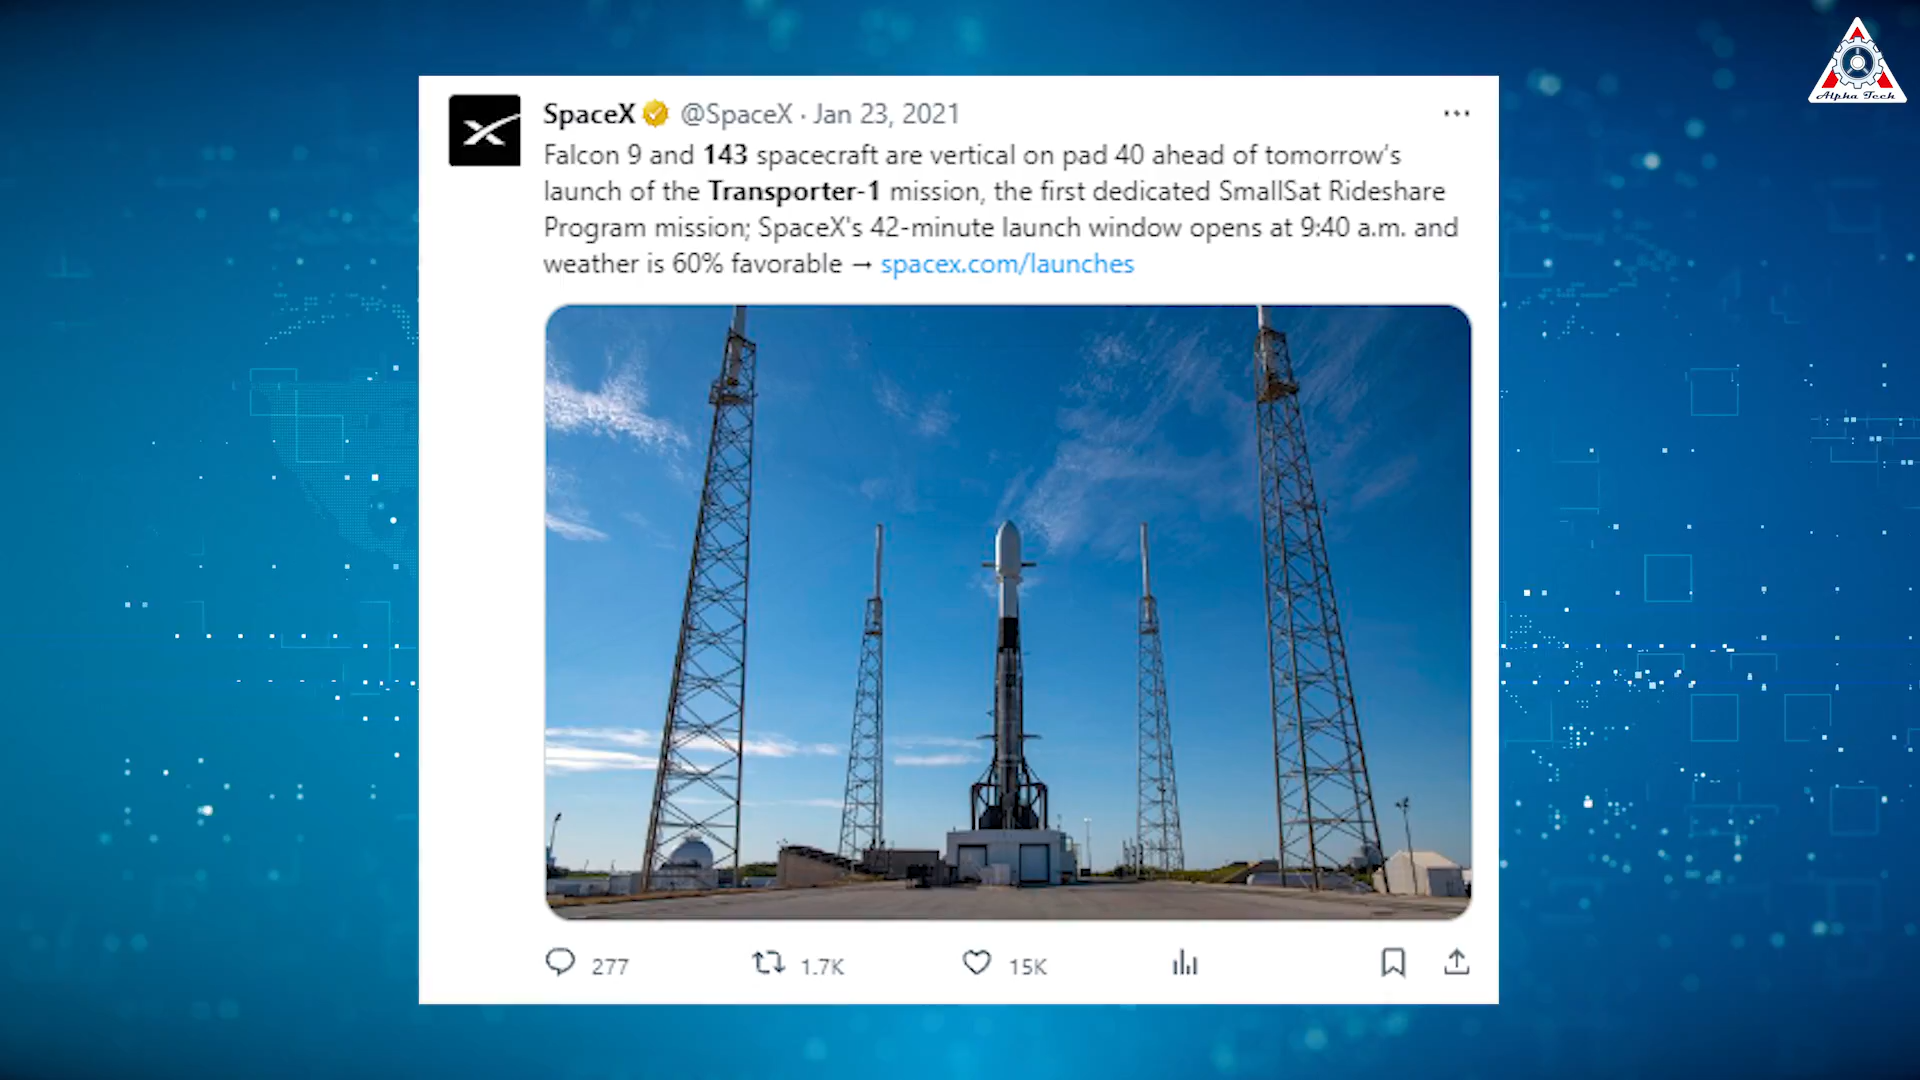 SpaceX @SpaceX · Jan 23, 2021
Falcon 9 and 143 spacecraft are vertical on pad 40 ahead of tomorrow's
launch of the Transporter-1 mission, the first dedicated SmallSat Rideshare
Program mission; SpaceX's 42-minute launch window opens at 9:40 a.m. and
weather is 60% favorable → spacex.com/launches
277 1.7K 15K
Alpha Tech